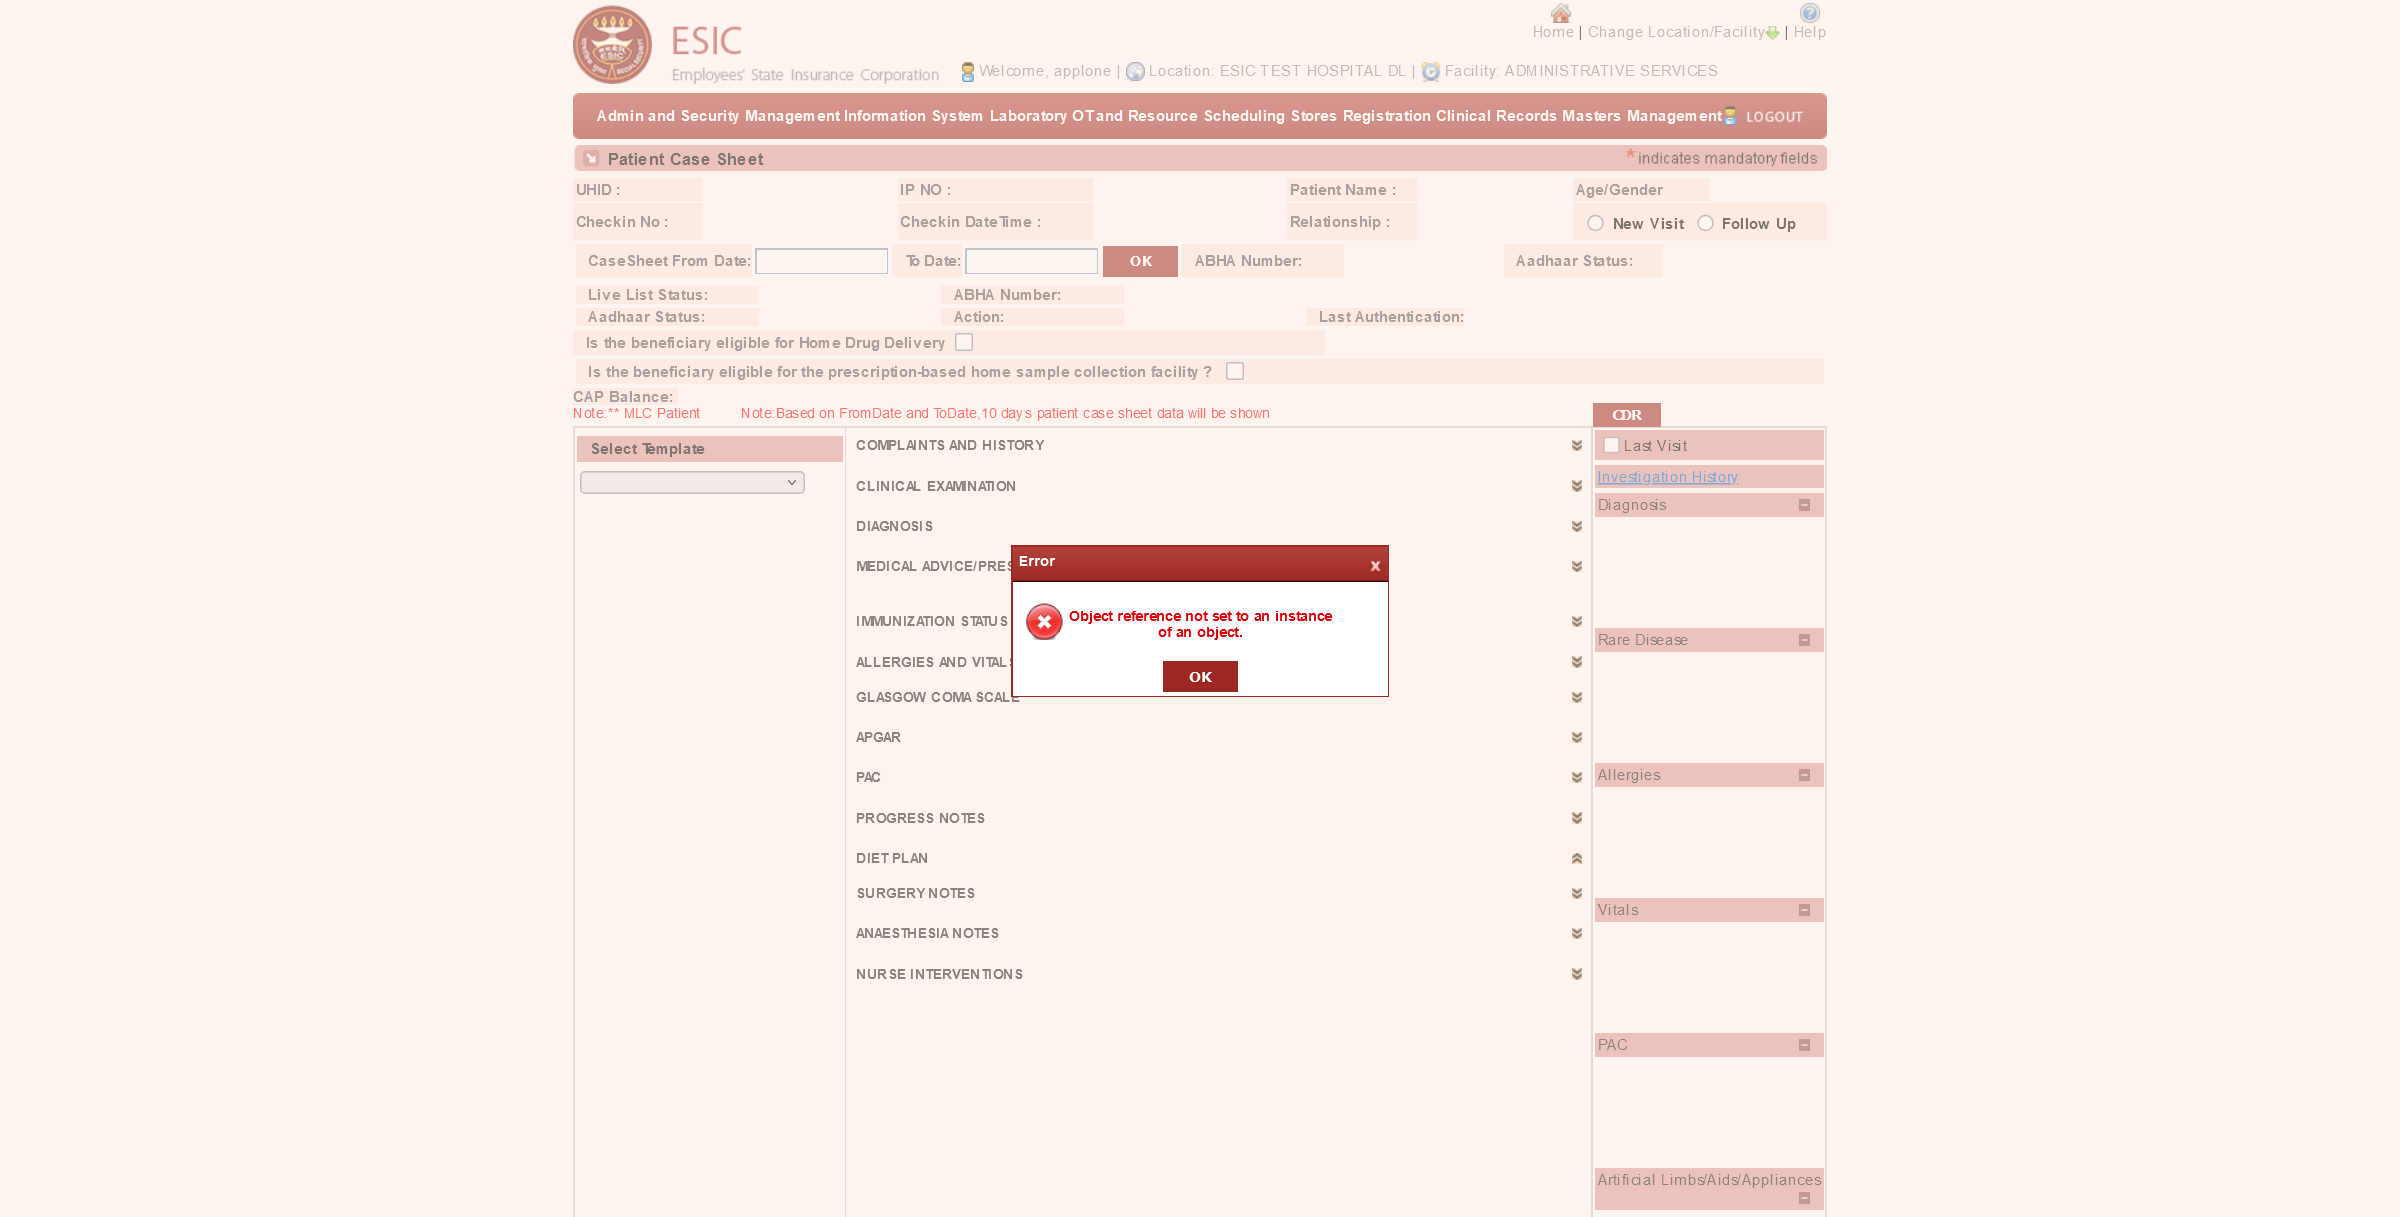 ESIC
Employees' State Insurance Corporation
Home | Change Location/Facility | Help
Welcome, applone | Location: ESIC TEST HOSPITAL DL | Facility: ADMINISTRATIVE SERVICES
Admin and Security Management Information System Laboratory OT and Resource Scheduling Stores Registration Clinical Records Masters Management LOGOUT
Patient Case Sheet * indicates mandatory fields
UHID : IP NO : Patient Name : Age/Gender
Checkin No : Checkin DateTime : Relationship : New Visit Follow Up
CaseSheet From Date: To Date: OK ABHA Number: Aadhaar Status:
Live List Status: ABHA Number:
Aadhaar Status: Action: Last Authentication:
Is the beneficiary eligible for Home Drug Delivery
Is the beneficiary eligible for the prescription-based home sample collection facility ?
CAP Balance:
Note:** MLC Patient Note:Based on FromDate and ToDate,10 days patient case sheet data will be shown
CDR
Select Template
COMPLAINTS AND HISTORY
CLINICAL EXAMINATION
DIAGNOSIS
MEDICAL ADVICE/PRES
IMMUNIZATION STATUS
ALLERGIES AND VITALS
GLASGOW COMA SCALE
APGAR
PAC
PROGRESS NOTES
DIET PLAN
SURGERY NOTES
ANAESTHESIA NOTES
NURSE INTERVENTIONS
Error x
Object reference not set to an instance
of an object.
OK
Last Visit
Investigation History
Diagnosis
Rare Disease
Allergies
Vitals
PAC
Artificial Limbs/Aids/Appliances